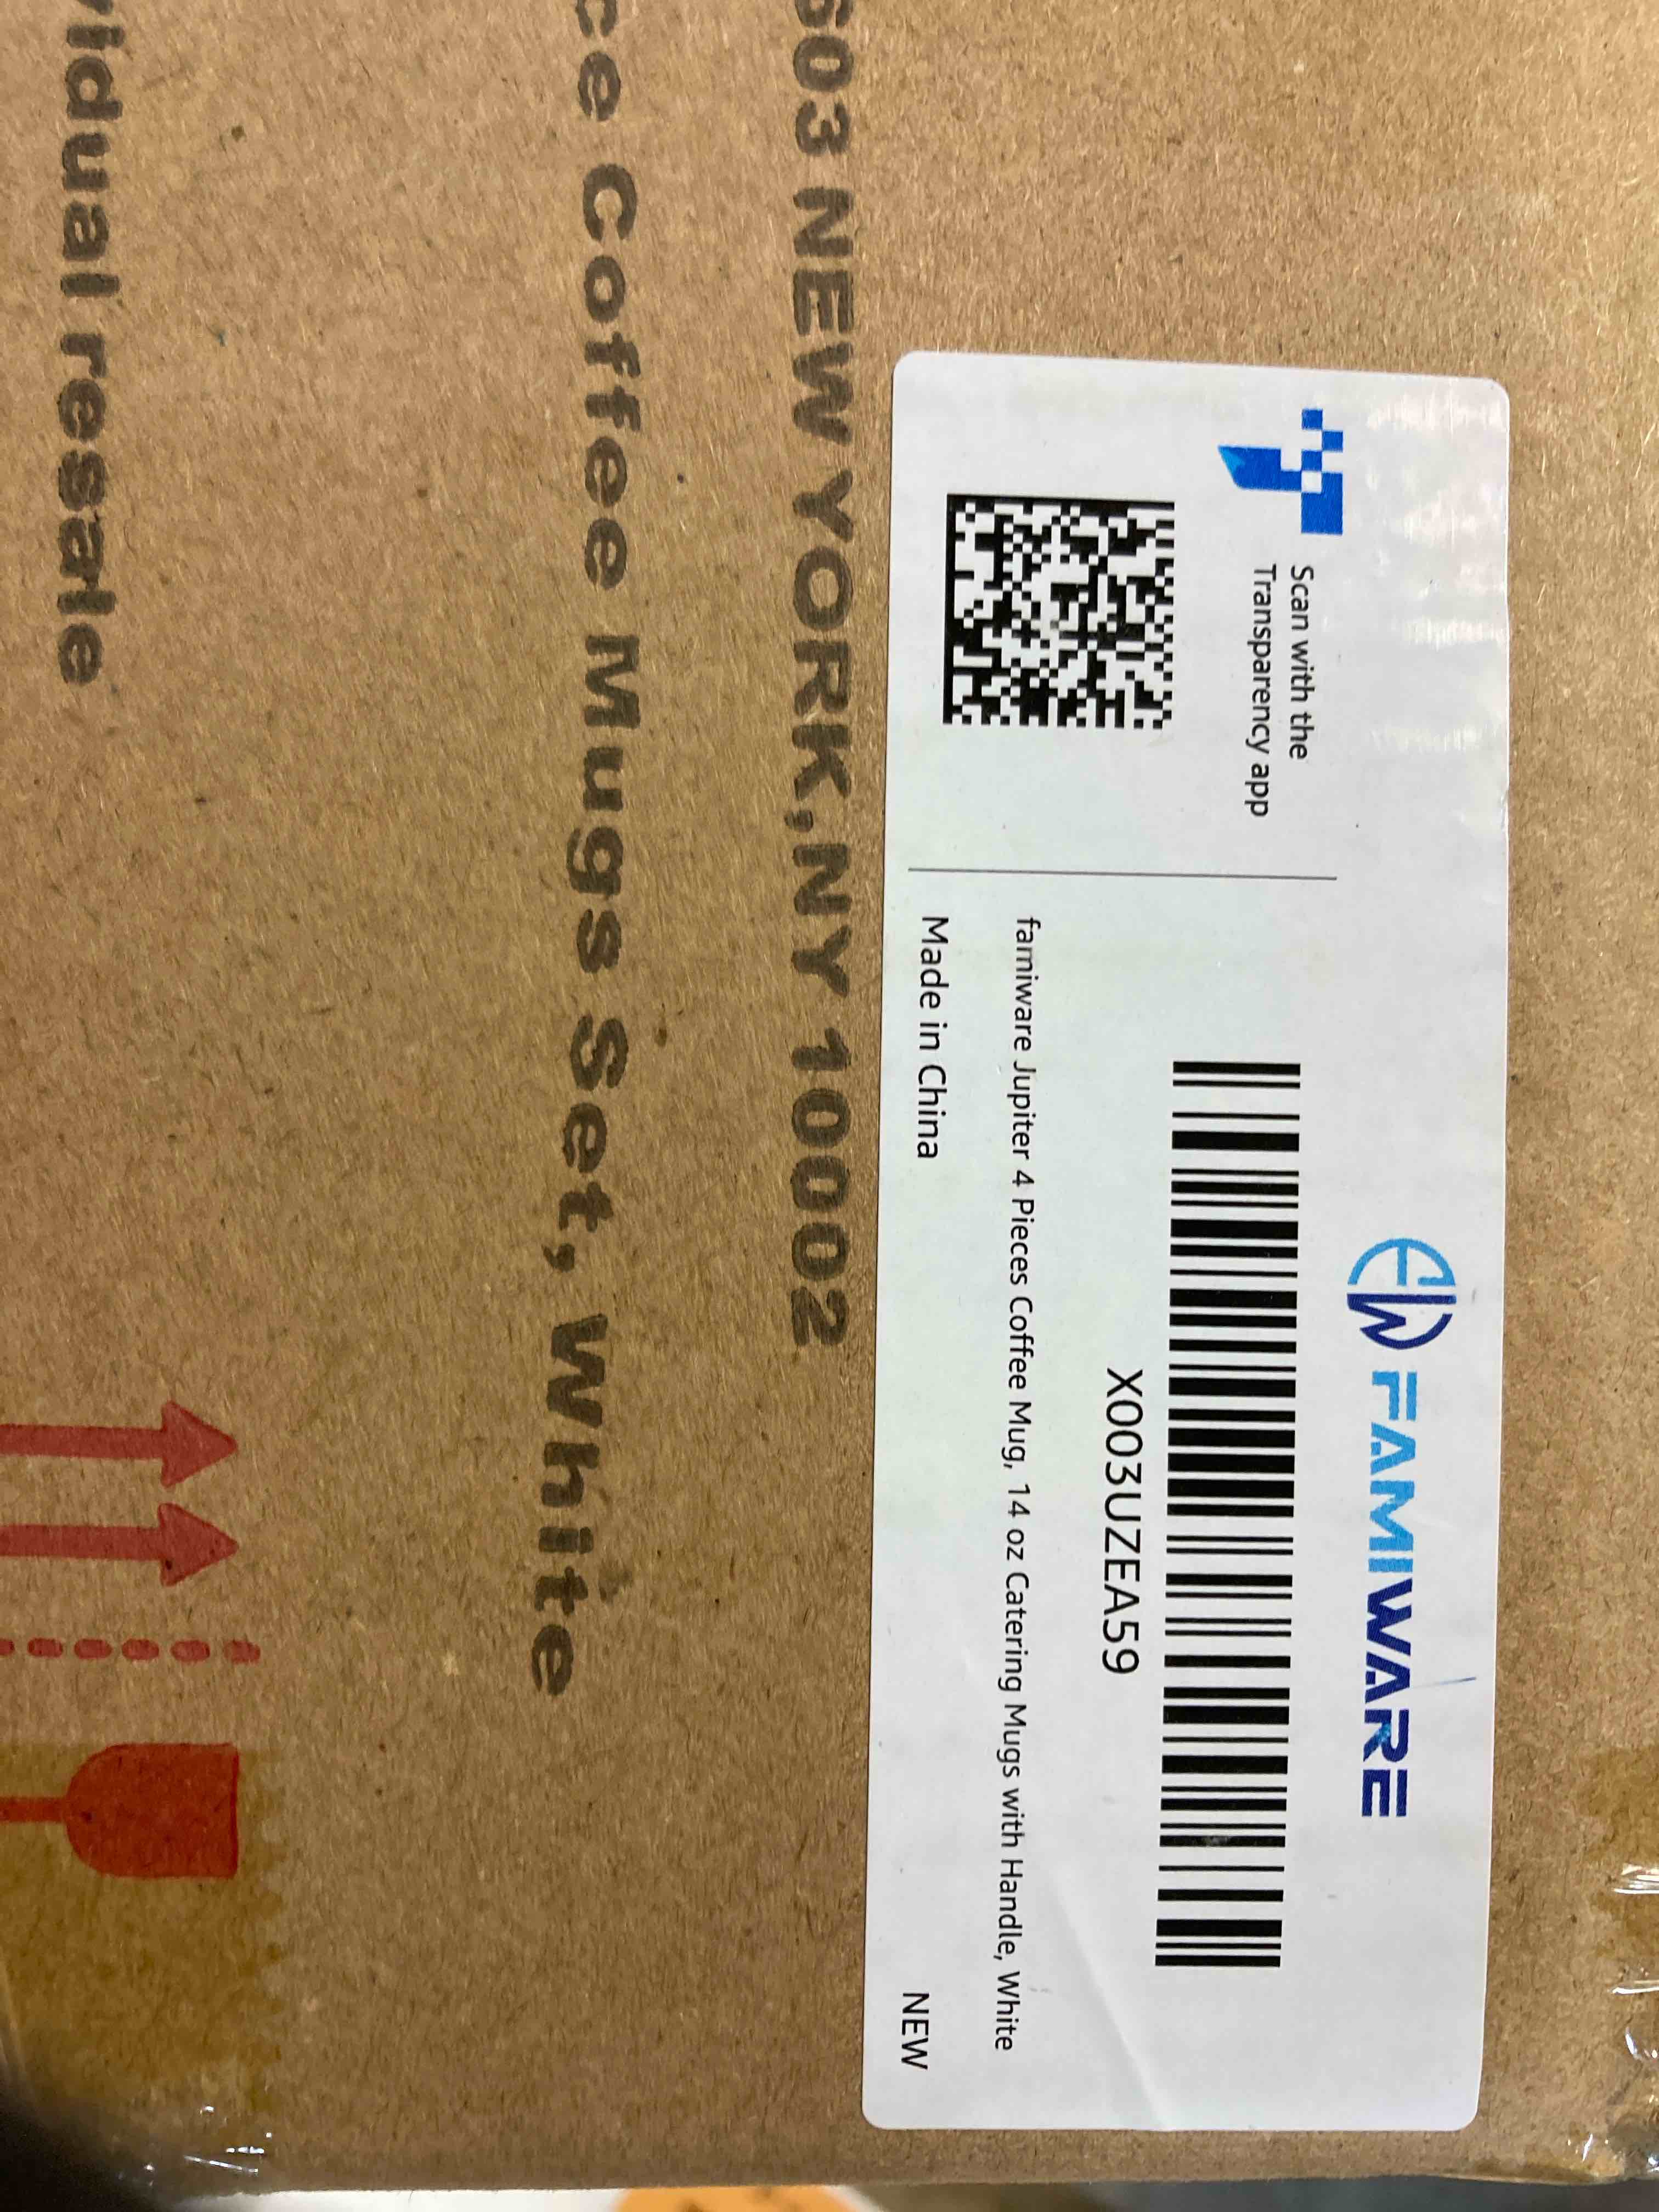 FAMIWARE
Scan with the
Transparency app
X003UZEA59
famiware Jupiter 4 Pieces Coffee Mug, 14 oz Catering Mugs with Handle, White
Made in China
NEW
603 NEW YORK,NY 10002
ce Coffee Mugs Set, White
vidual resale